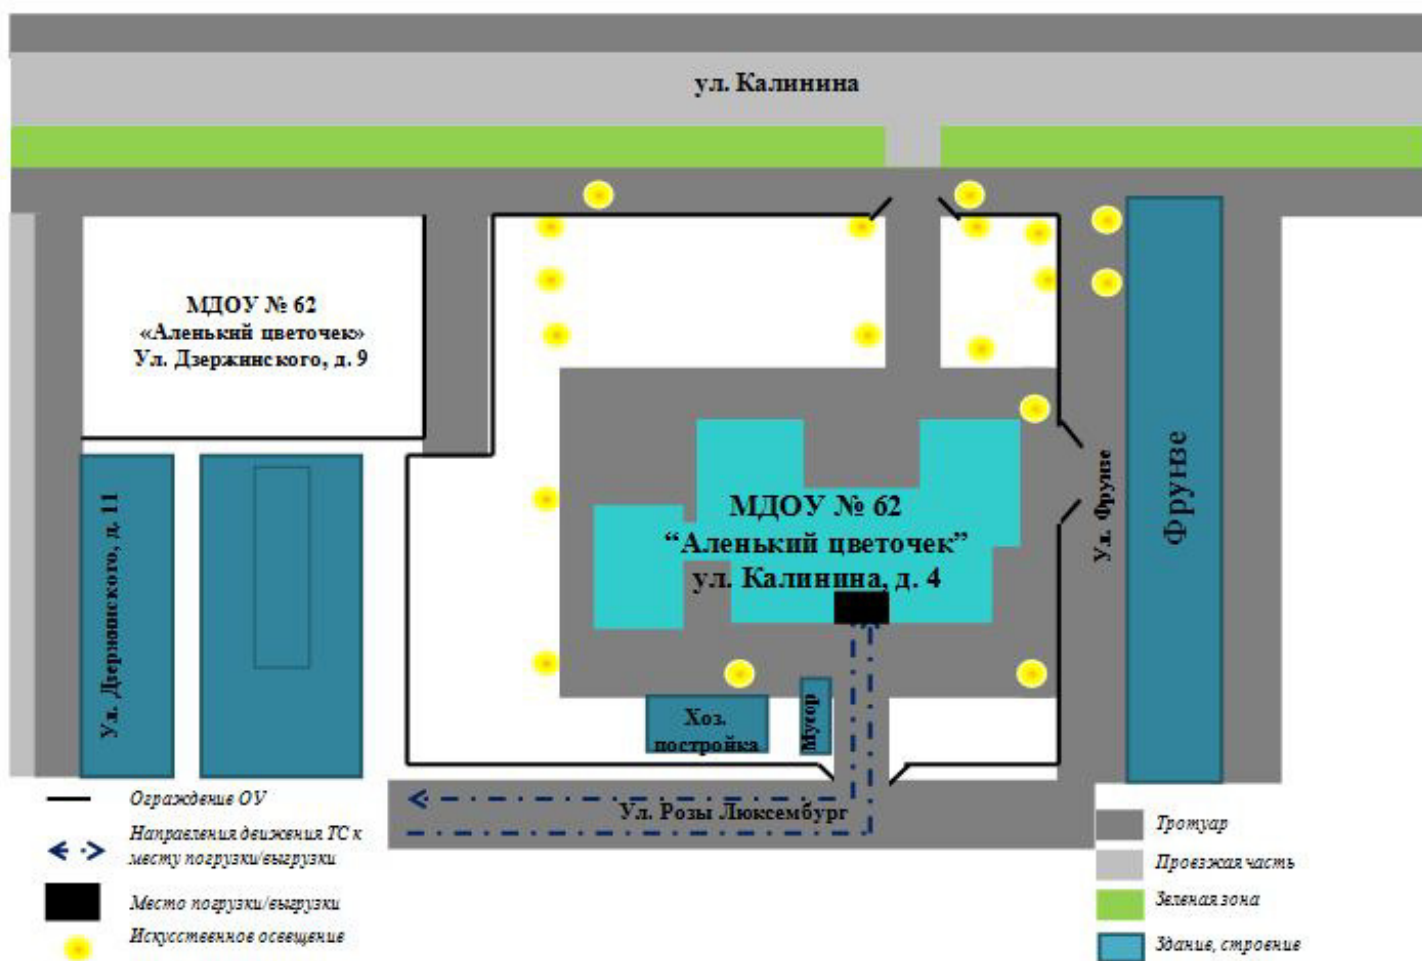 ул. Калинина
МДОУ № 62
«Аленький цветочек»
Ул. Дзержинского, д. 9
Ул. Дзержинского, д. 11
МДОУ № 62
“Аленький цветочек”
ул. Калинина, д. 4
Ул. Фрунзе
Фрунзе
Хоз.
постройка
Мусор
Ул. Розы Люксембург
Ограждение ОУ
Направления движения ТС к
месту погрузки/выгрузки
Место погрузки/выгрузки
Искусственное освещение
Тротуар
Проезжая часть
Зеленая зона
Здание, строение